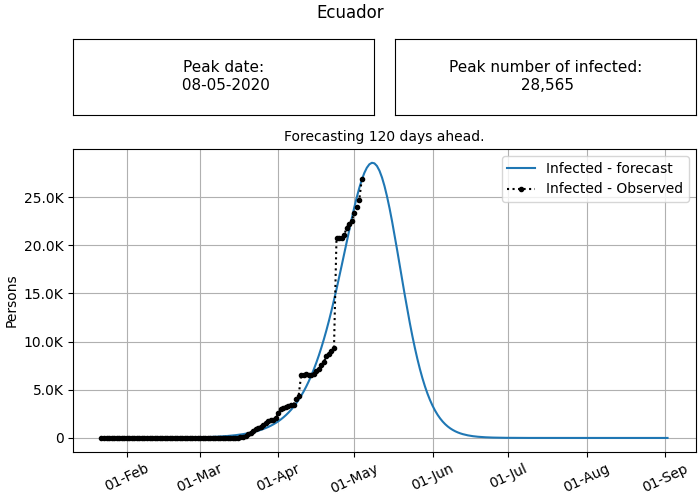 Ecuador
Peak date:
08-05-2020
Peak number of infected:
28,565
Forecasting 120 days ahead.
Infected - forecast
Infected - Observed
25.0K
20.0K
15.0K
10.0K
5.0K
0
Persons
01-Feb
01-Mar
01-Apr
01-May
01-Jun
01-Jul
01-Aug
01-Sep